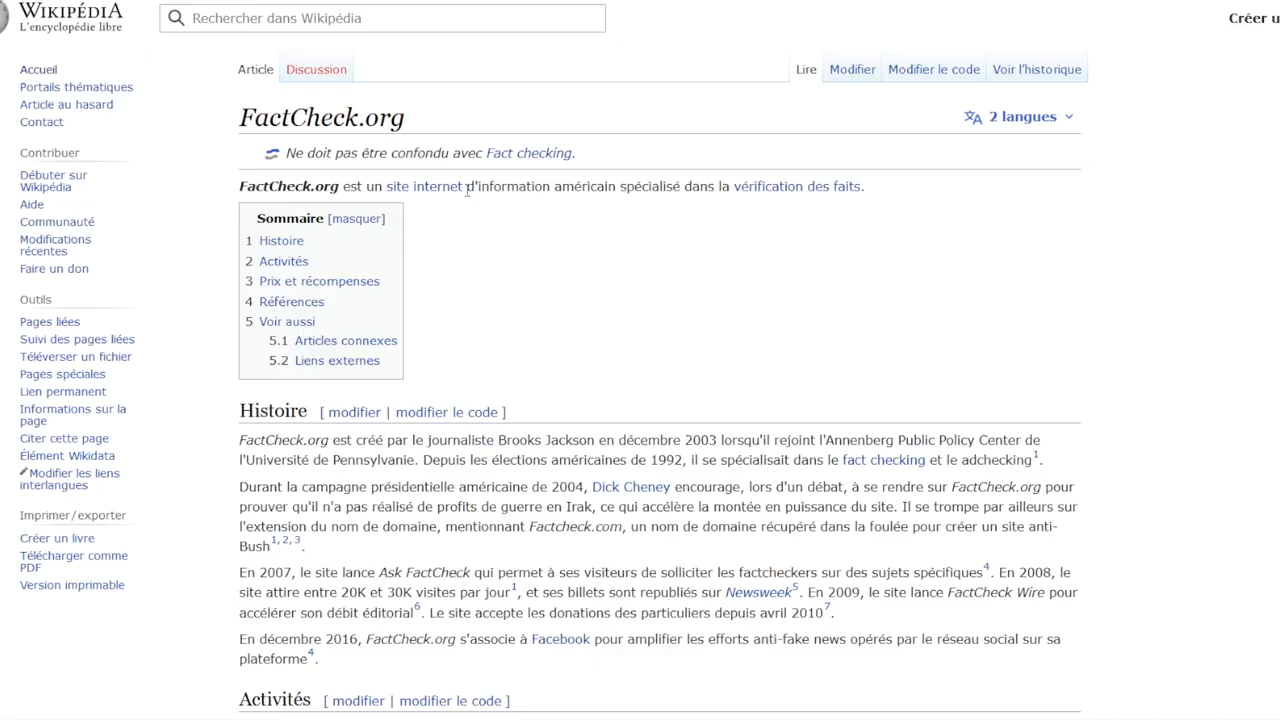 WIKIPÉDIA
L'encyclopédie libre
Rechercher dans Wikipédia
Créer u
Accueil
Portails thématiques
Article au hasard
Contact
Contribuer
Débuter sur
Wikipédia
Aide
Communauté
Modifications
récentes
Faire un don
Outils
Pages liées
Suivi des pages liées
Téléverser un fichier
Pages spéciales
Lien permanent
Informations sur la
page
Citer cette page
Élément Wikidata
Modifier les liens
interlangues
Imprimer/exporter
Créer un livre
Télécharger comme
PDF
Version imprimable
Article Discussion Lire Modifier Modifier le code Voir l'historique
FactCheck.org 2 langues
Ne doit pas être confondu avec Fact checking.
FactCheck.org est un site internet d'information américain spécialisé dans la vérification des faits.
Sommaire [masquer]
1 Histoire
2 Activités
3 Prix et récompenses
4 Références
5 Voir aussi
5.1 Articles connexes
5.2 Liens externes
Histoire [ modifier | modifier le code ]
FactCheck.org est créé par le journaliste Brooks Jackson en décembre 2003 lorsqu'il rejoint l'Annenberg Public Policy Center de
l'Université de Pennsylvanie. Depuis les élections américaines de 1992, il se spécialisait dans le fact checking et le adchecking1.
Durant la campagne présidentielle américaine de 2004, Dick Cheney encourage, lors d'un débat, à se rendre sur FactCheck.org pour
prouver qu'il n'a pas réalisé de profits de guerre en Irak, ce qui accélère la montée en puissance du site. Il se trompe par ailleurs sur
l'extension du nom de domaine, mentionnant Factcheck.com, un nom de domaine récupéré dans la foulée pour créer un site anti-
Bush1, 2, 3.
En 2007, le site lance Ask FactCheck qui permet à ses visiteurs de solliciter les factcheckers sur des sujets spécifiques4. En 2008, le
site attire entre 20K et 30K visites par jour1, et ses billets sont republiés sur Newsweek5. En 2009, le site lance FactCheck Wire pour
accélérer son débit éditorial6. Le site accepte les donations des particuliers depuis avril 20107.
En décembre 2016, FactCheck.org s'associe à Facebook pour amplifier les efforts anti-fake news opérés par le réseau social sur sa
plateforme4.
Activités [ modifier | modifier le code ]